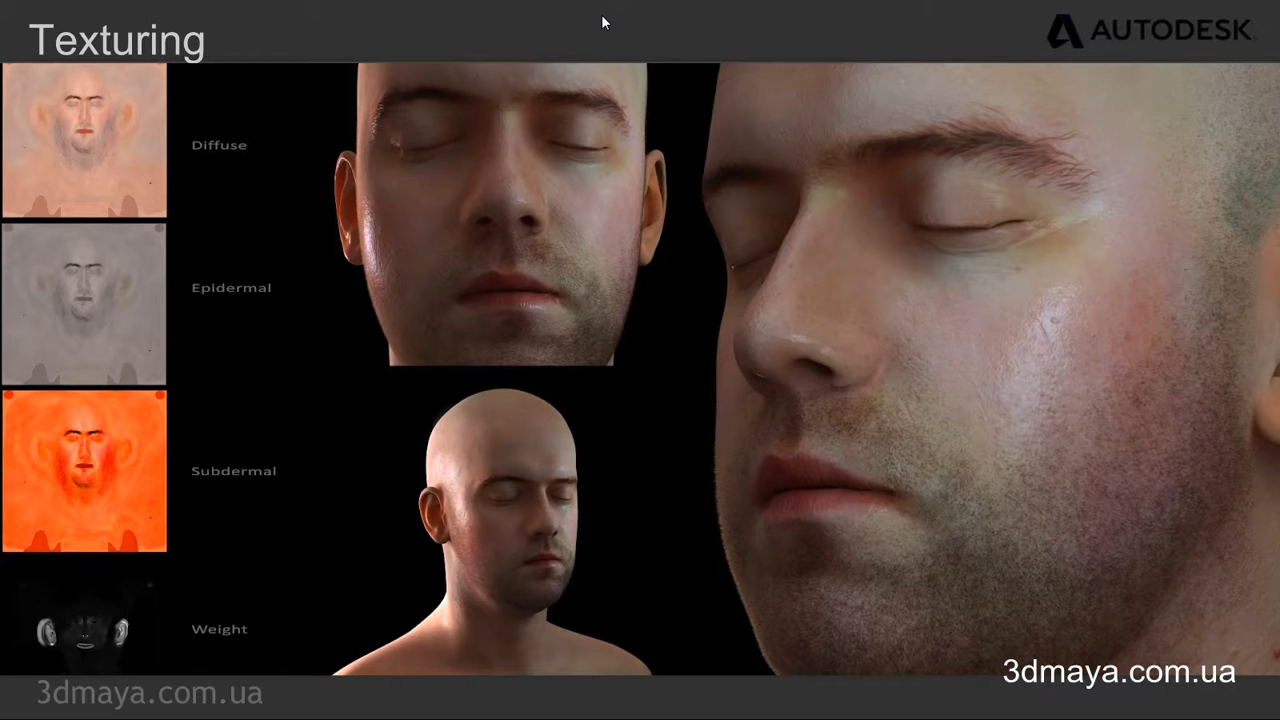 Texturing
AUTODESK
Diffuse
Epidermal
Subdermal
Weight
3dmaya.com.ua
3dmaya.com.ua